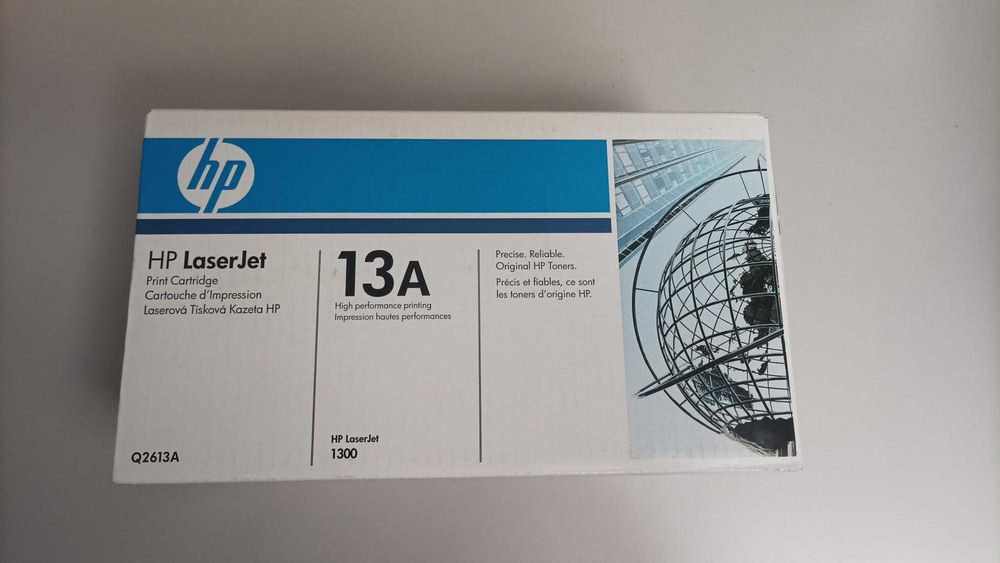 hp
HP LaserJet
Print Cartridge
Cartouche d'Impression
Laserová Tisková Kazeta HP
Q2613A
13A
High performance printing
Impression hautes performances
HP LaserJet
1300
Precise. Reliable.
Original HP Toners.
Précis et fiables, ce sont
les toners d'origine HP.